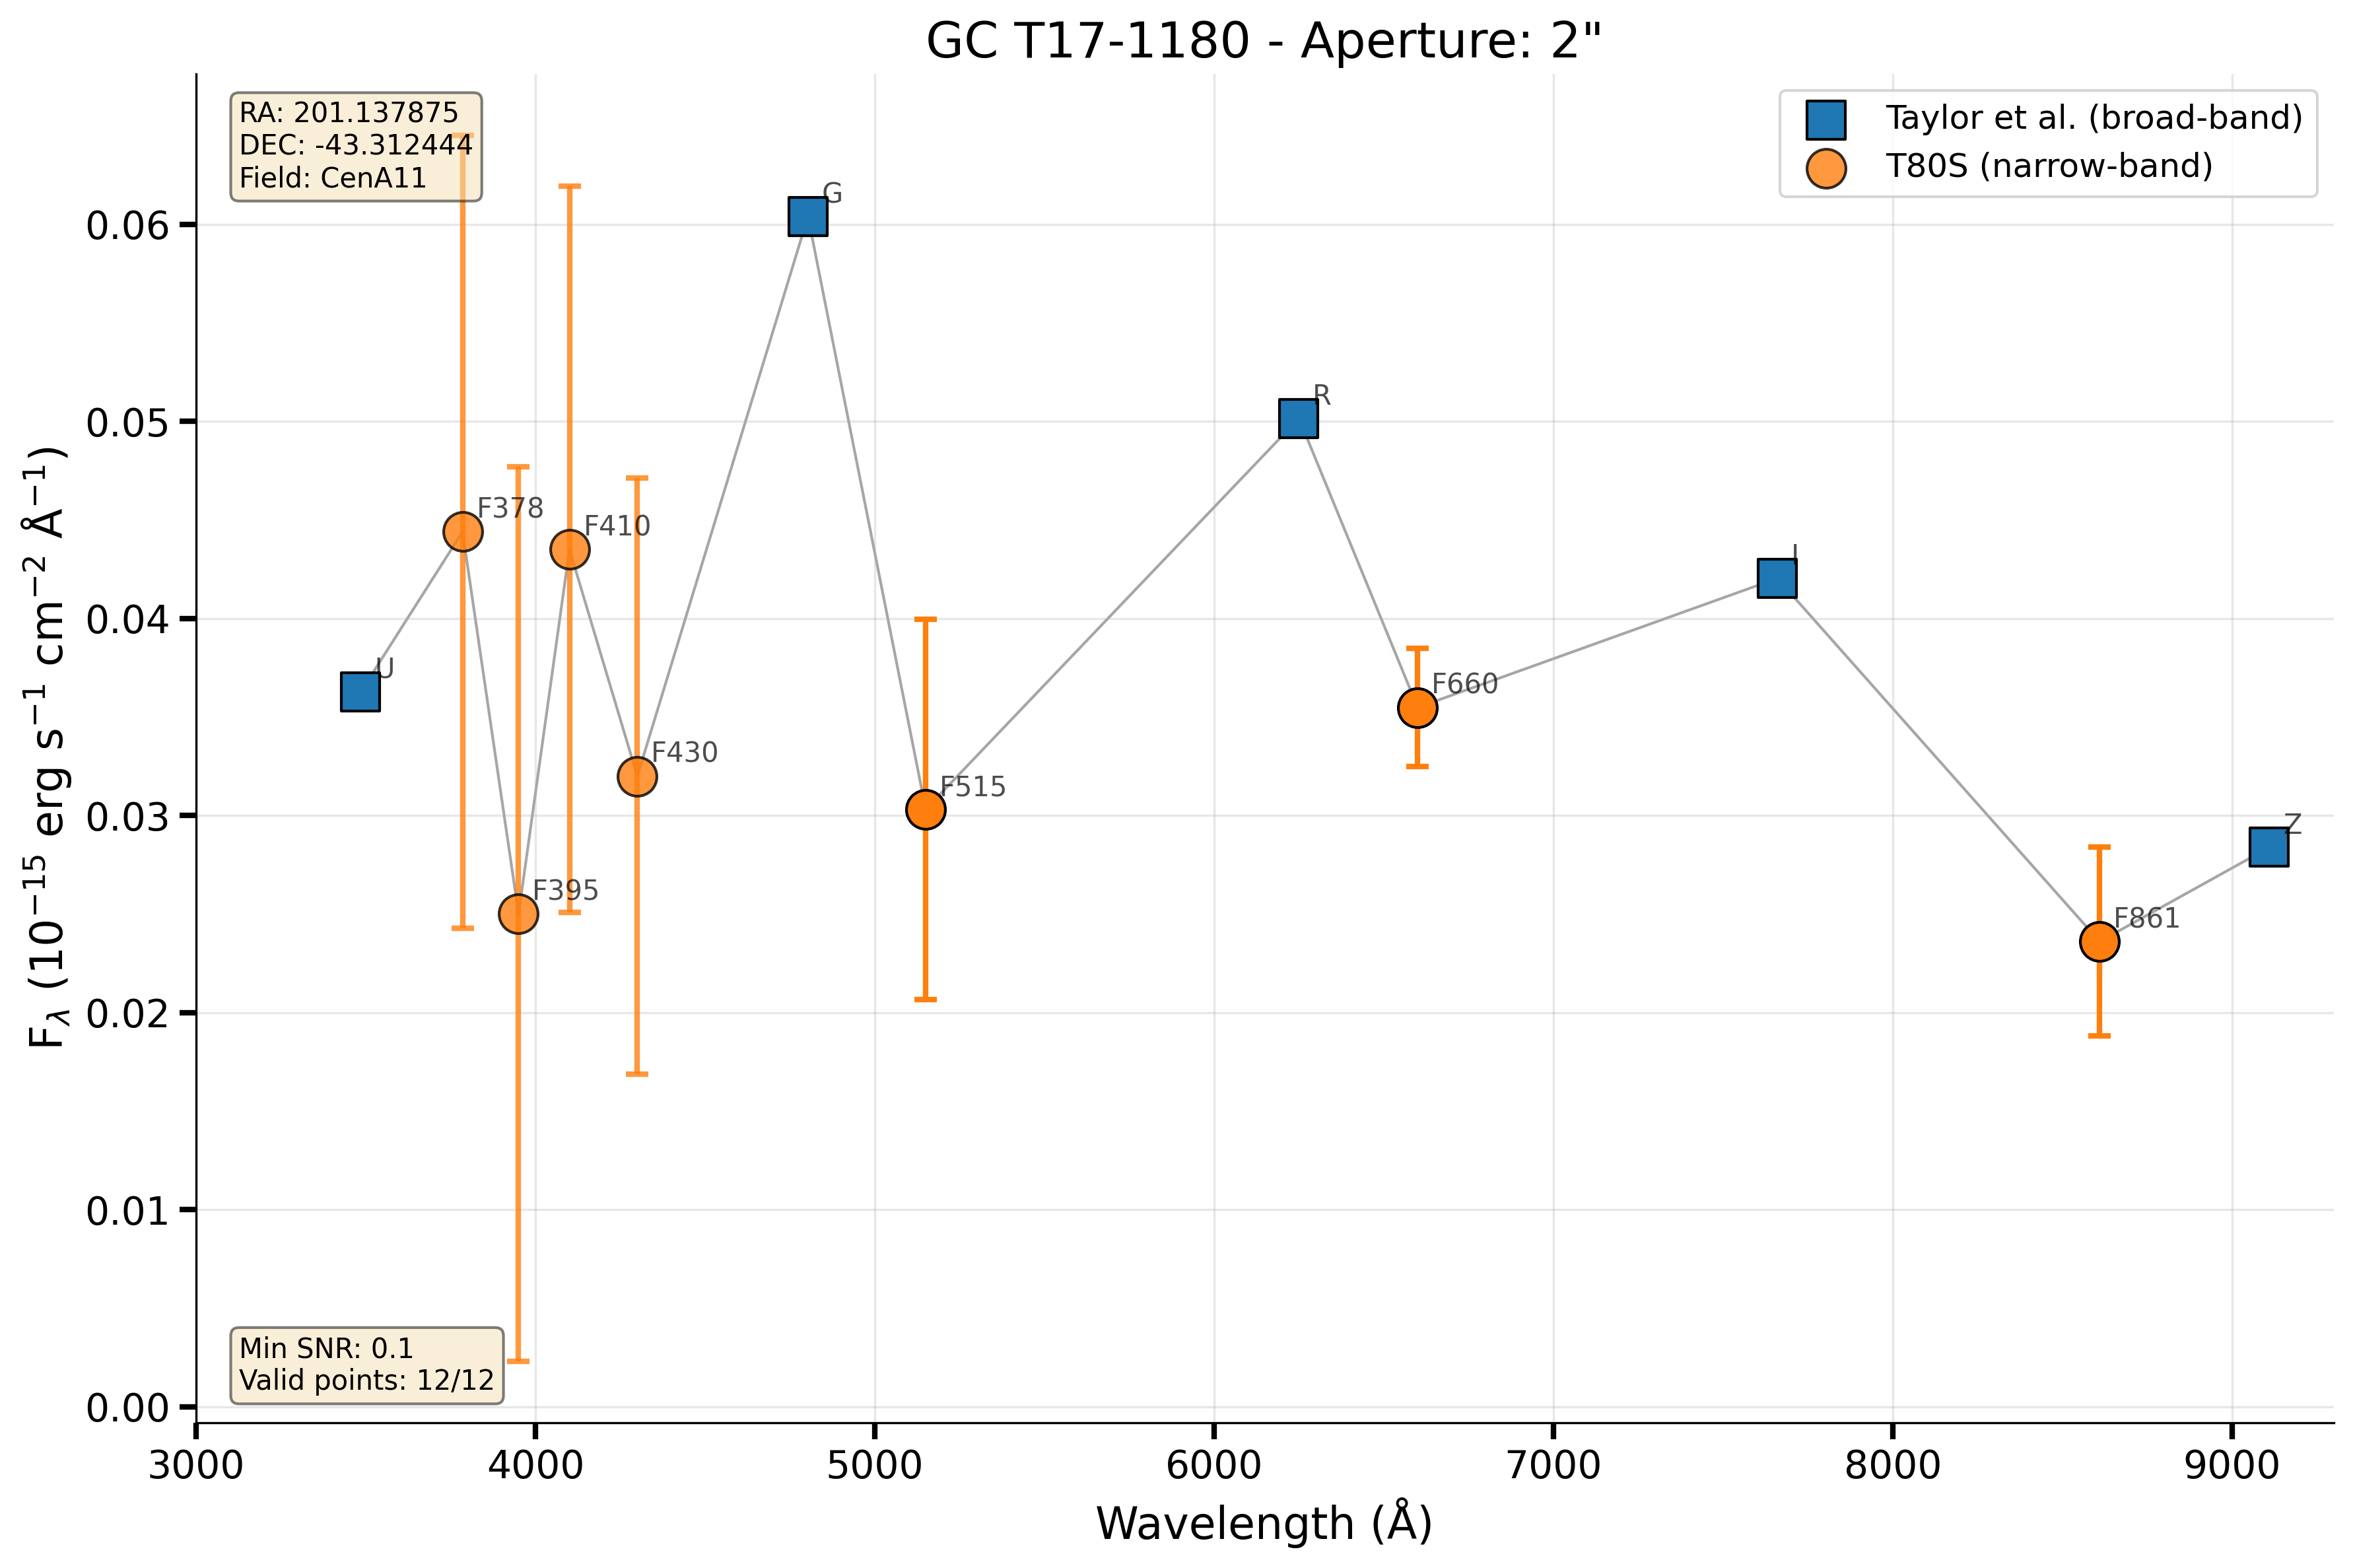 GC T17-1180 - Aperture: 2"
RA: 201.137875
DEC: -43.312444
Field: CenA11
Taylor et al. (broad-band)
T80S (narrow-band)
G
R
I
U
Z
F378
F410
F395
F430
F515
F660
F861
Min SNR: 0.1
Valid points: 12/12
0.06
0.05
0.04
0.03
0.02
0.01
0.00
F$_{\lambda}$ (10$^{-15}$ erg s$^{-1}$ cm$^{-2}$ Å$^{-1}$)
3000 4000 5000 6000 7000 8000 9000
Wavelength (Å)